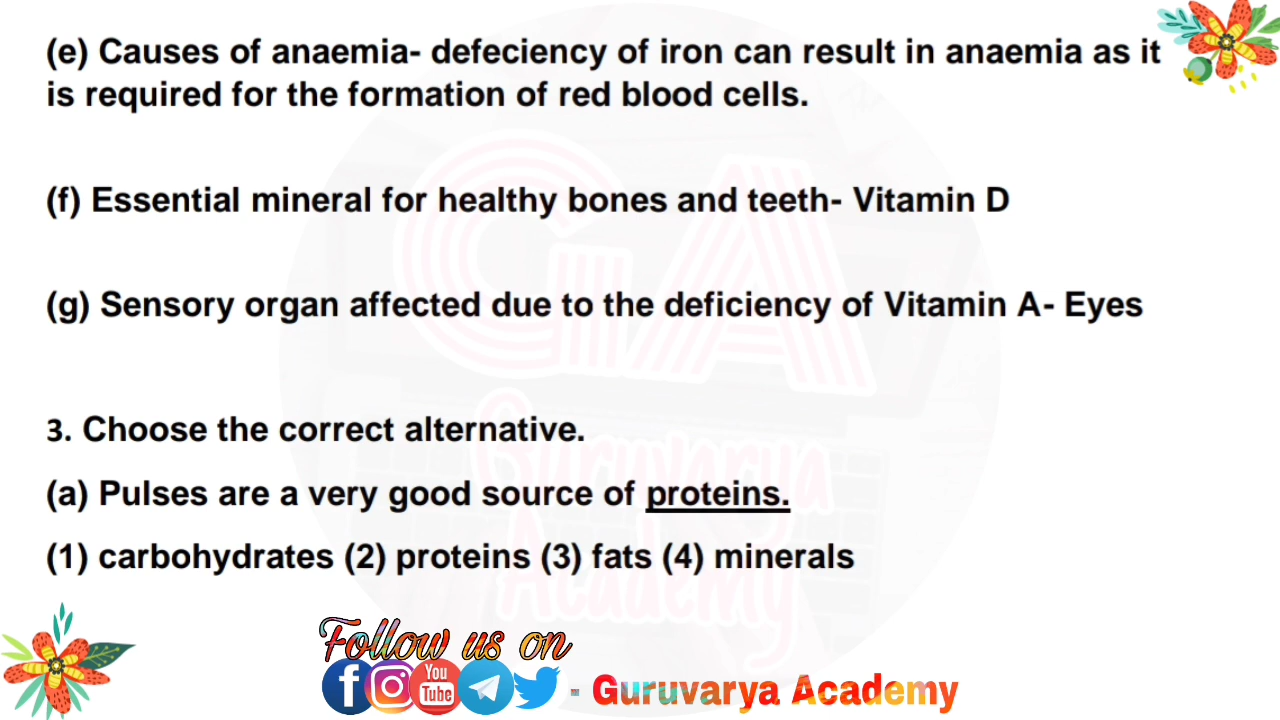 (e) Causes of anaemia- defeciency of iron can result in anaemia as it
is required for the formation of red blood cells.
(f) Essential mineral for healthy bones and teeth- Vitamin D
(g) Sensory organ affected due to the deficiency of Vitamin A- Eyes
3. Choose the correct alternative.
(a) Pulses are a very good source of proteins.
(1) carbohydrates (2) proteins (3) fats (4) minerals
GA
Guruvarya
Academy
Follow us on
You
Tube
- Guruvarya Academy